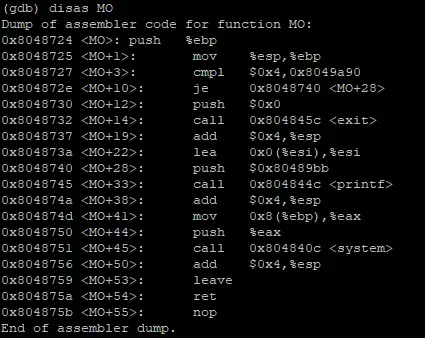 (gdb) disas MO
Dump of assembler code for function MO:
0x8048724 <MO>: push   %ebp
0x8048725 <MO+1>:       mov    %esp,%ebp
0x8048727 <MO+3>:       cmpl   $0x4,0x8049a90
0x804872e <MO+10>:      je     0x8048740 <MO+28>
0x8048730 <MO+12>:      push   $0x0
0x8048732 <MO+14>:      call   0x804845c <exit>
0x8048737 <MO+19>:      add    $0x4,%esp
0x804873a <MO+22>:      lea    0x0(%esi),%esi
0x8048740 <MO+28>:      push   $0x80489bb
0x8048745 <MO+33>:      call   0x804844c <printf>
0x804874a <MO+38>:      add    $0x4,%esp
0x804874d <MO+41>:      mov    0x8(%ebp),%eax
0x8048750 <MO+44>:      push   %eax
0x8048751 <MO+45>:      call   0x804840c <system>
0x8048756 <MO+50>:      add    $0x4,%esp
0x8048759 <MO+53>:      leave
0x804875a <MO+54>:      ret
0x804875b <MO+55>:      nop
End of assembler dump.